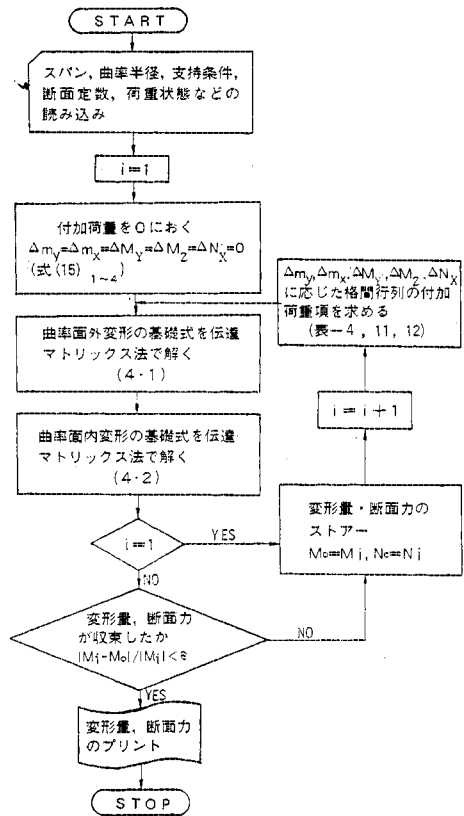 START
スパン, 曲率半径, 支持条件,
断面定数, 荷重状態などの
読み込み
i=1
付加荷重を0におく
Δmy=Δmx=ΔMY=ΔMZ=ΔNX=0
(式(15) 1~4)
曲率面外変形の基礎式を伝達
マトリックス法で解く
(4・1)
曲率面内変形の基礎式を伝達
マトリックス法で解く
(4・2)
i=1
YES
NO
変形量, 断面力
が収束したか
|Mi-Mo|/|Mi|<ε
NO
YES
変形量, 断面力
のプリント
STOP
Δmy, Δmx, ΔMY, ΔMZ, ΔNX
に応じた格間行列の付加
荷重項を求める
(表-4, 11, 12)
i=i+1
変形量・断面力の
ストアー
Mo=Mi, No=Ni